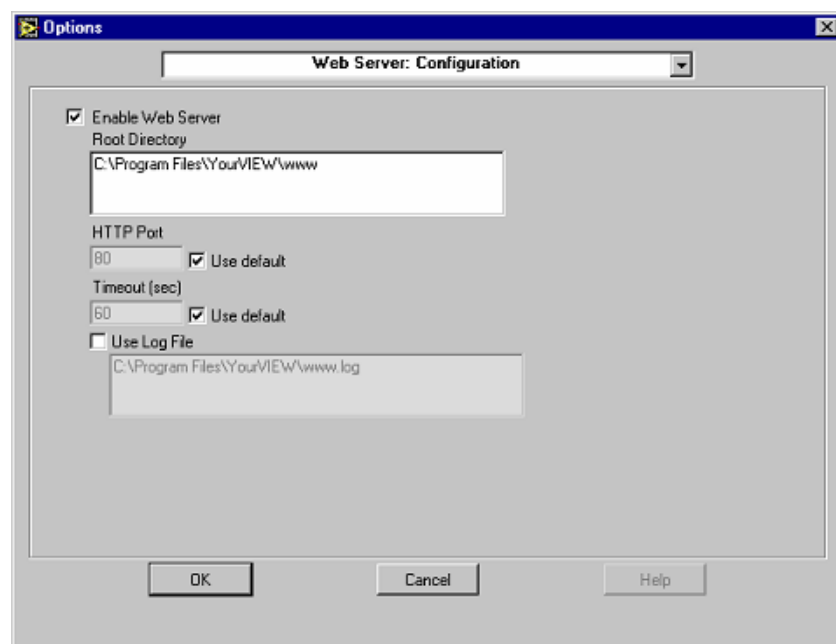 Options
Web Server: Configuration
Enable Web Server
Root Directory
C:\Program Files\YourVIEW\www
HTTP Port
80
Use default
Timeout (sec)
60
Use default
Use Log File
C:\Program Files\YourVIEW\www.log
OK
Cancel
Help